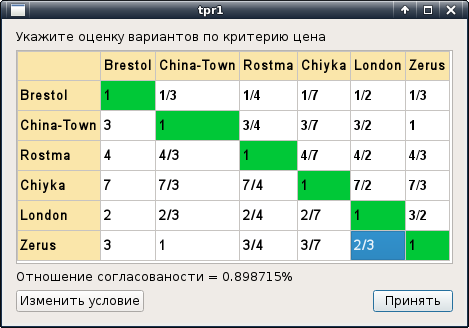 tpr1
Укажите оценку вариантов по критерию цена
Brestol China-Town Rostma Chiyka London Zerus
Brestol 1 1/3 1/4 1/7 1/2 1/3
China-Town 3 1 3/4 3/7 3/2 1
Rostma 4 4/3 1 4/7 4/2 4/3
Chiyka 7 7/3 7/4 1 7/2 7/3
London 2 2/3 2/4 2/7 1 3/2
Zerus 3 1 3/4 3/7 2/3 1
Отношение согласованости = 0.898715%
Изменить условие Принять